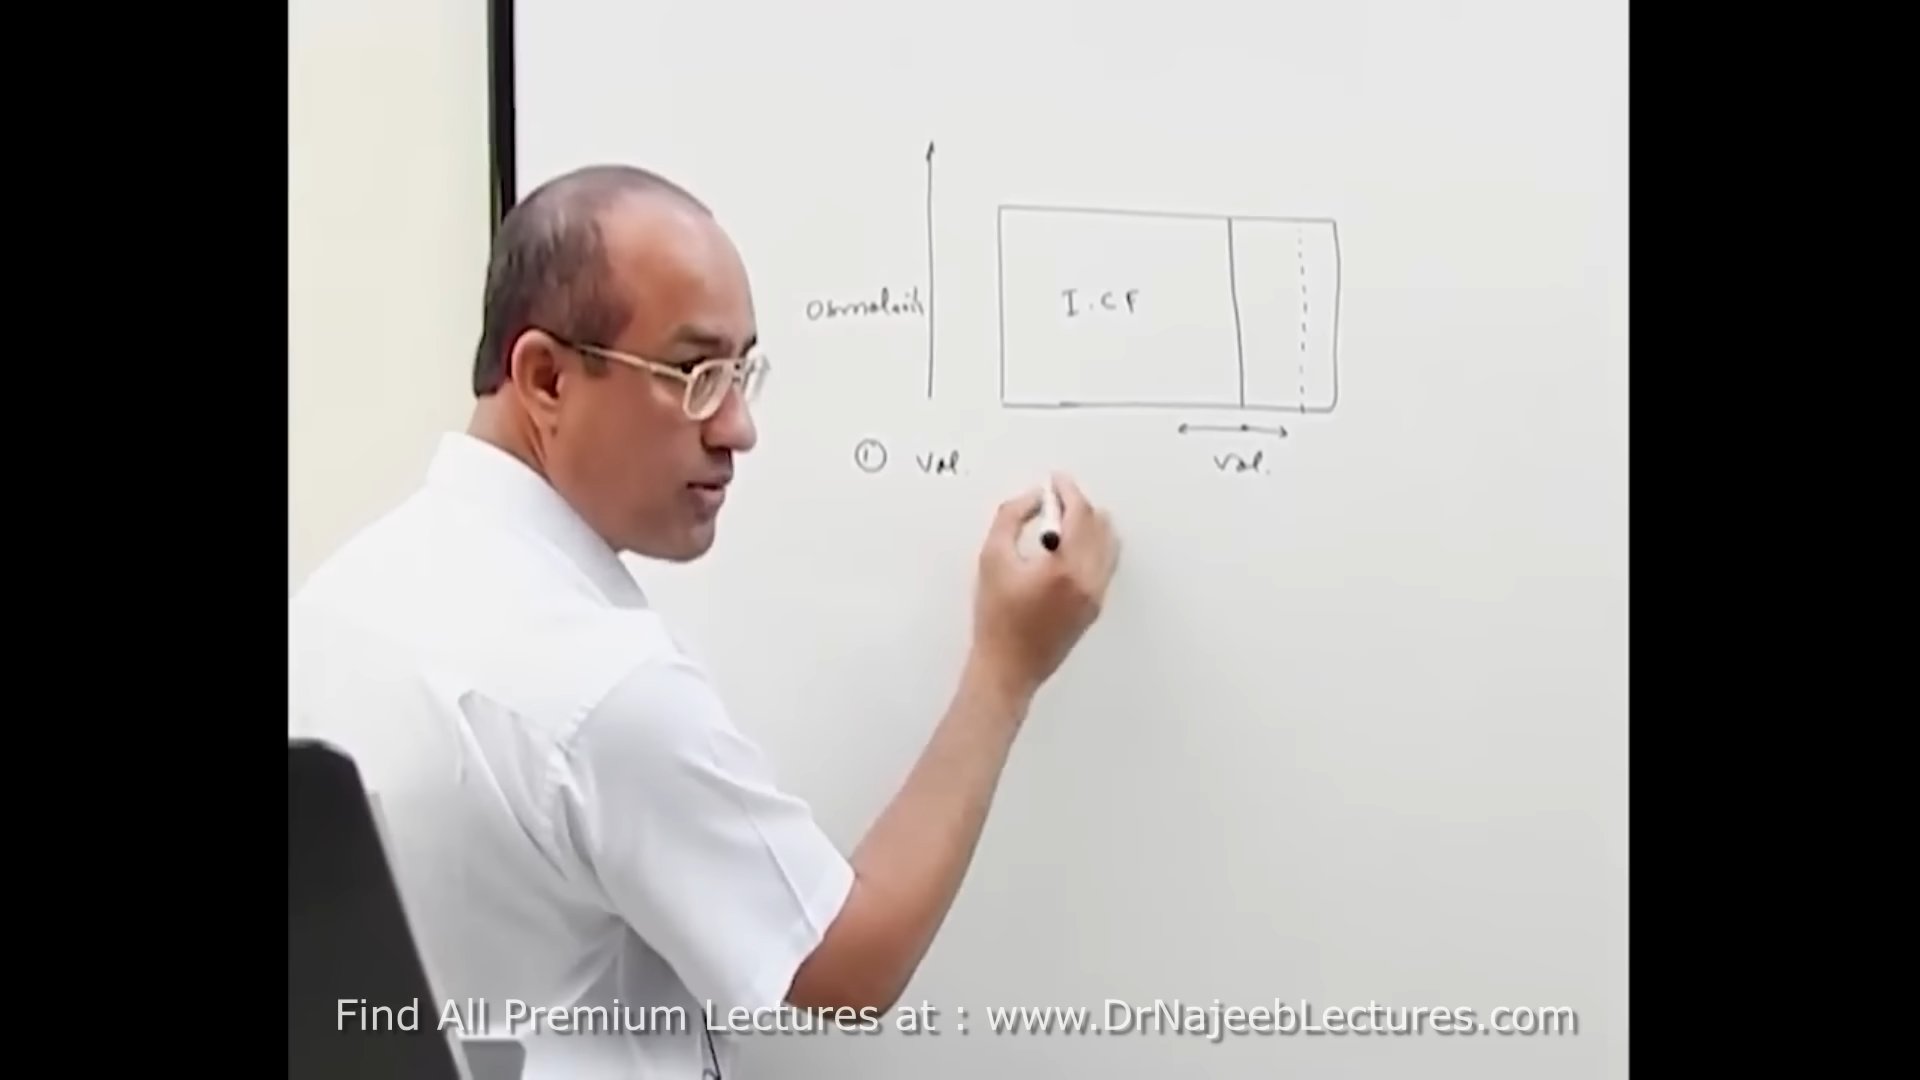 Osmolarity
I.CF
① Vol.
Vol.
Find All Premium Lectures at : www.DrNajeebLectures.com